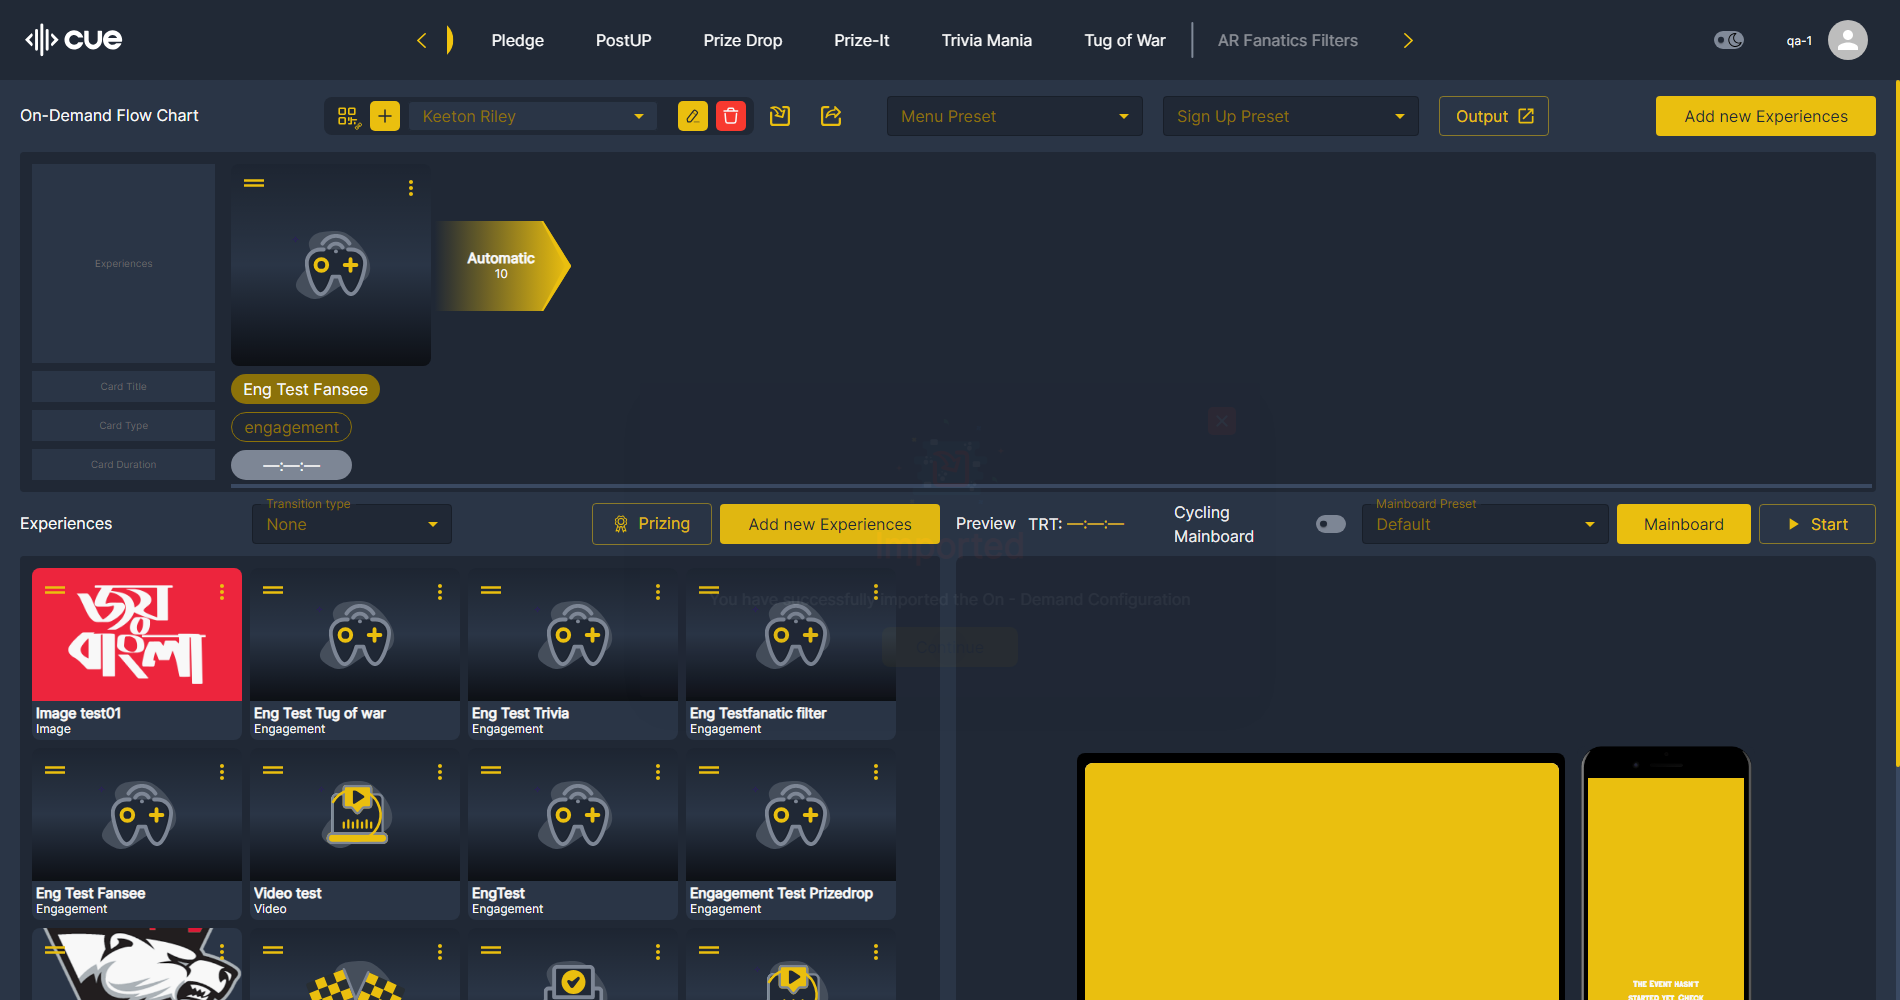 cue
Pledge
PostUP
Prize Drop
Prize-It
Trivia Mania
Tug of War
AR Fanatics Filters
qa-1
On-Demand Flow Chart
Keeton Riley
Menu Preset
Sign Up Preset
Output
Add new Experiences
Experiences
Automatic
10
Card Title
Eng Test Fansee
Card Type
engagement
Card Duration
—:—:—
Experiences
Transition type
None
Prizing
Add new Experiences
Preview
TRT: —:—:—
Cycling
Mainboard
Mainboard Preset
Default
Mainboard
Start
Imported
You have successfully imported the On - Demand Configuration
Continue
জয়
বাংলা
Image test01
Image
Eng Test Tug of war
Engagement
Eng Test Trivia
Engagement
Eng Testfanatic filter
Engagement
Eng Test Fansee
Engagement
Video test
Video
EngTest
Engagement
Engagement Test Prizedrop
Engagement
The Event hasn't
started yet. Check